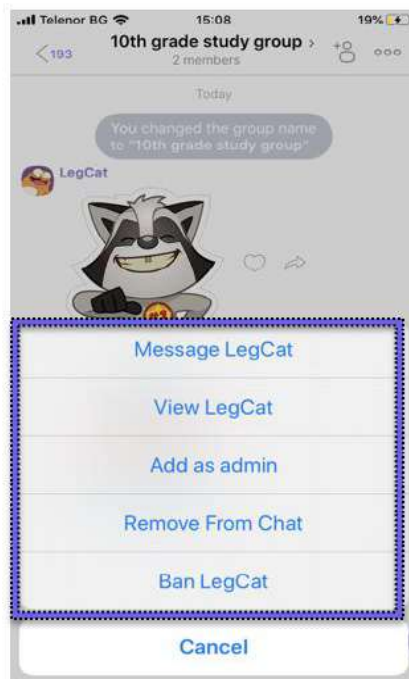 Telenor BG 15:08 19%
193 10th grade study group >
2 members
Today
You changed the group name
to "10th grade study group"
LegCat
Message LegCat
View LegCat
Add as admin
Remove From Chat
Ban LegCat
Cancel